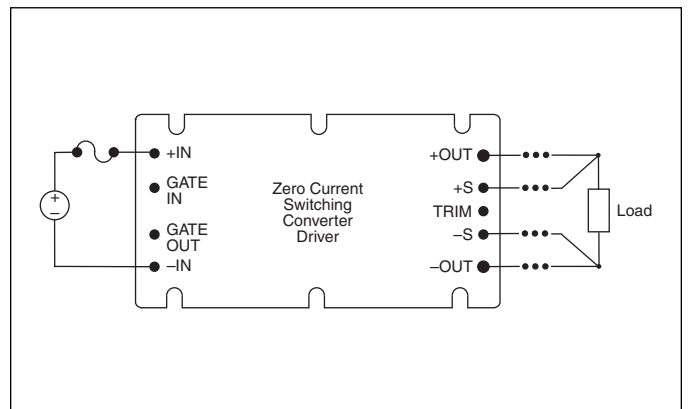 +IN
GATE
IN
GATE
OUT
–IN
Zero Current
Switching
Converter
Driver
+OUT
+S
TRIM
–S
–OUT
Load
+
–